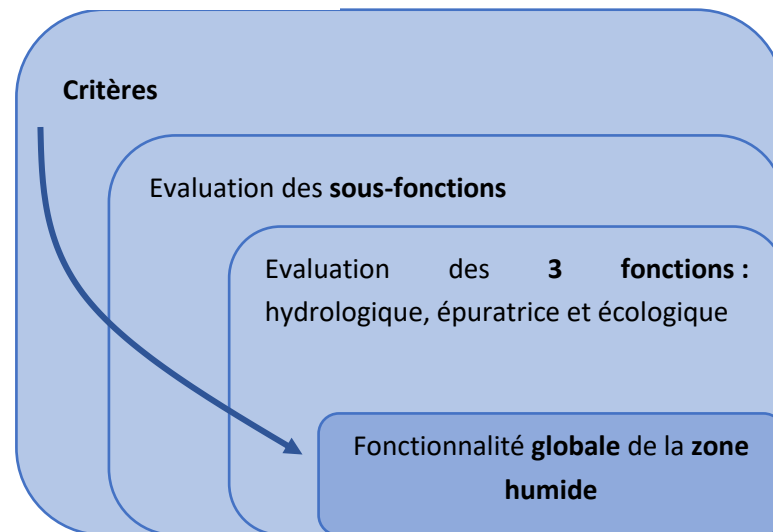 Critères
Evaluation des sous-fonctions
Evaluation des 3 fonctions :
hydrologique, épuratrice et écologique
Fonctionnalité globale de la zone
humide